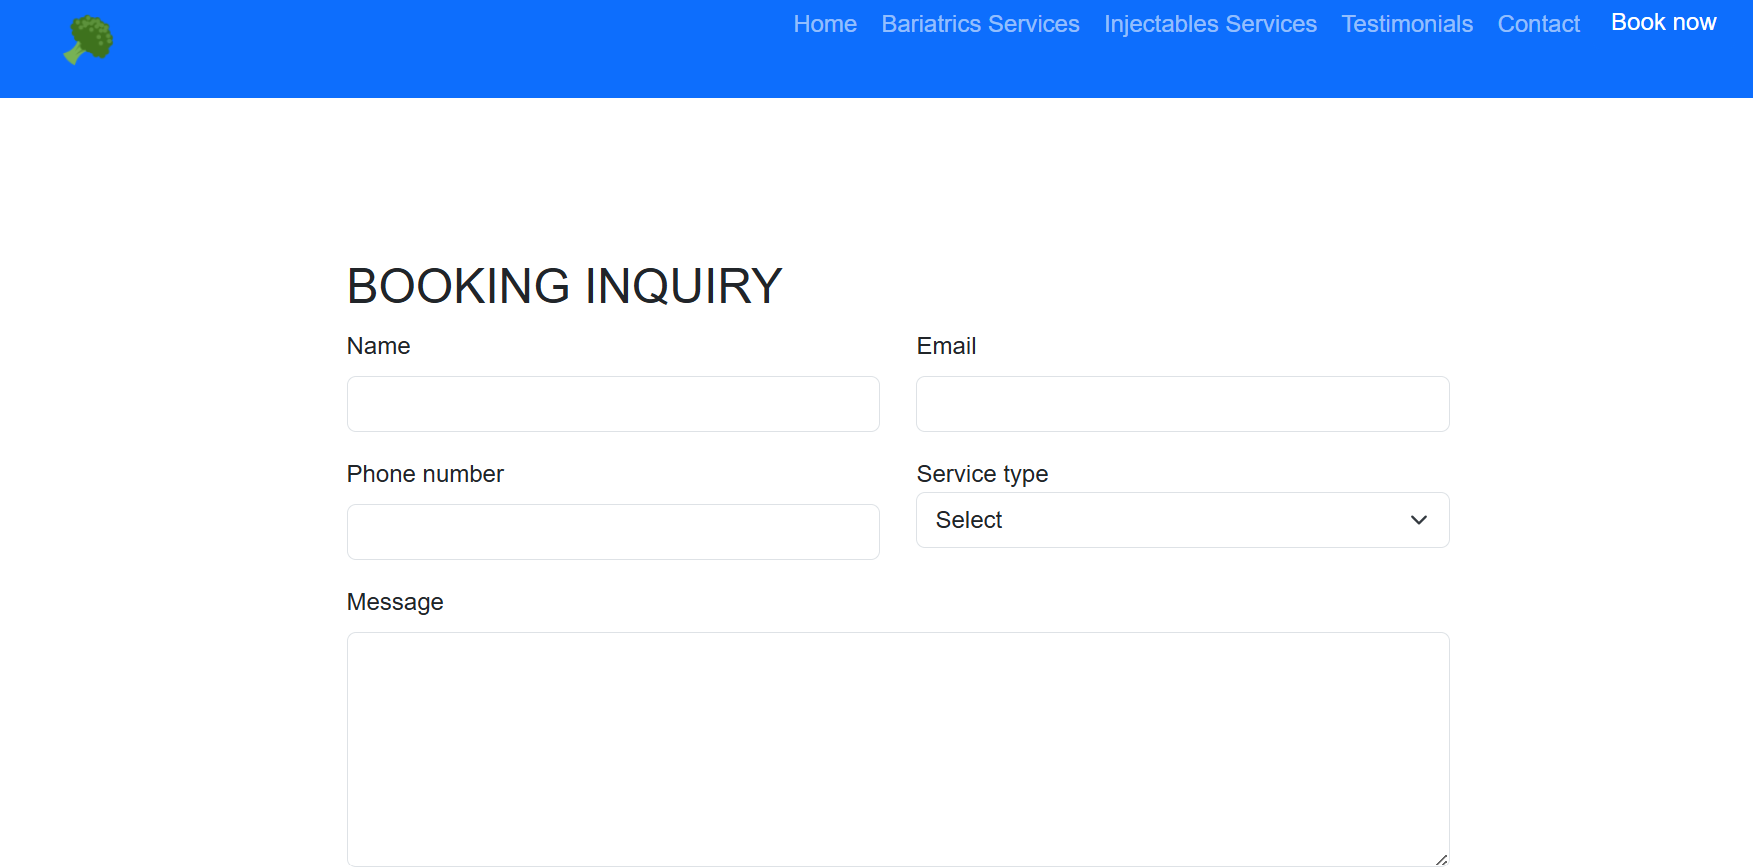 Home Bariatrics Services Injectables Services Testimonials Contact Book now
BOOKING INQUIRY
Name Email
Phone number Service type
Select
Message